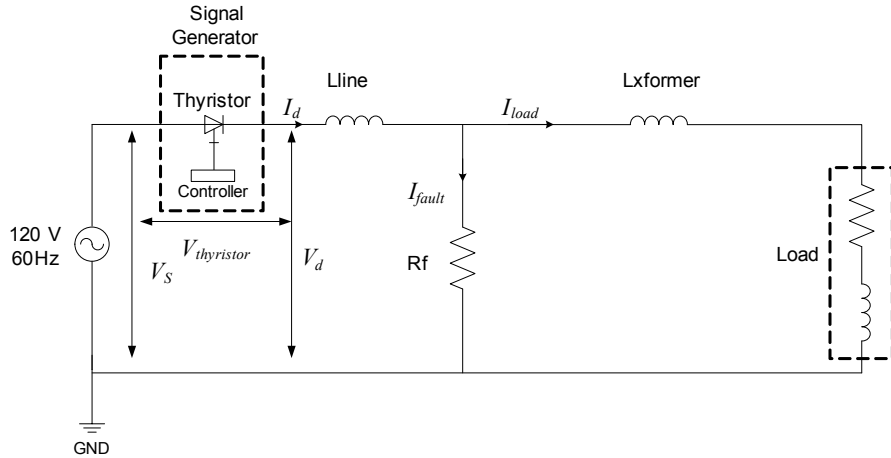 Signal
Generator
Thyristor
Controller
I_d
Lline
I_load
Lxformer
I_fault
120 V
60Hz
V_S
V_thyristor
V_d
Rf
Load
GND